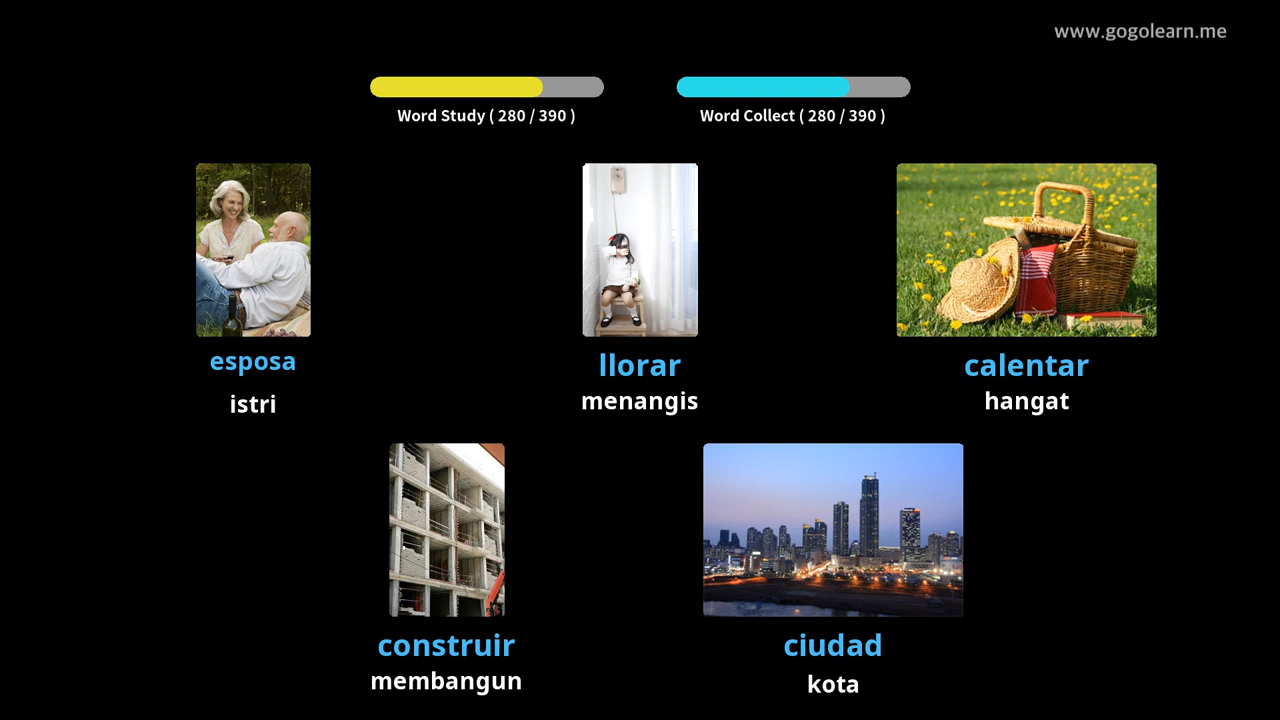 www.gogolearn.me
Word Study ( 280 / 390 )
Word Collect ( 280 / 390 )
esposa
istri
llorar
menangis
calentar
hangat
construir
membangun
ciudad
kota